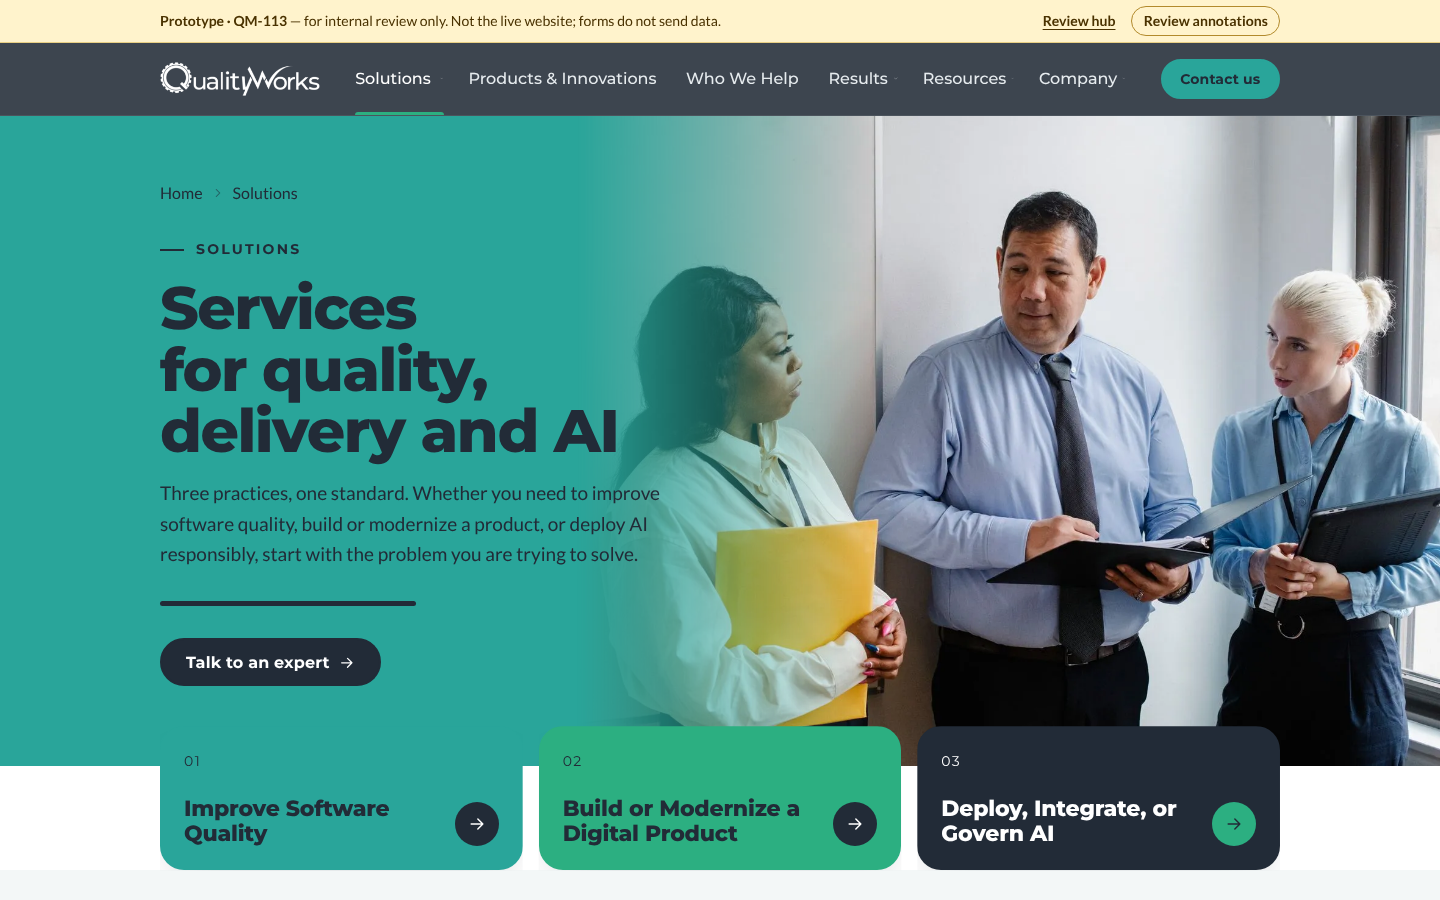 Prototype · QM-113 — for internal review only. Not the live website; forms do not send data.
Review hub
Review annotations
QualityWorks
Solutions
Products & Innovations
Who We Help
Results
Resources
Company
Contact us
Home
Solutions
SOLUTIONS
Services
for quality,
delivery and AI
Three practices, one standard. Whether you need to improve
software quality, build or modernize a product, or deploy AI
responsibly, start with the problem you are trying to solve.
Talk to an expert
01
Improve Software
Quality
02
Build or Modernize a
Digital Product
03
Deploy, Integrate, or
Govern AI